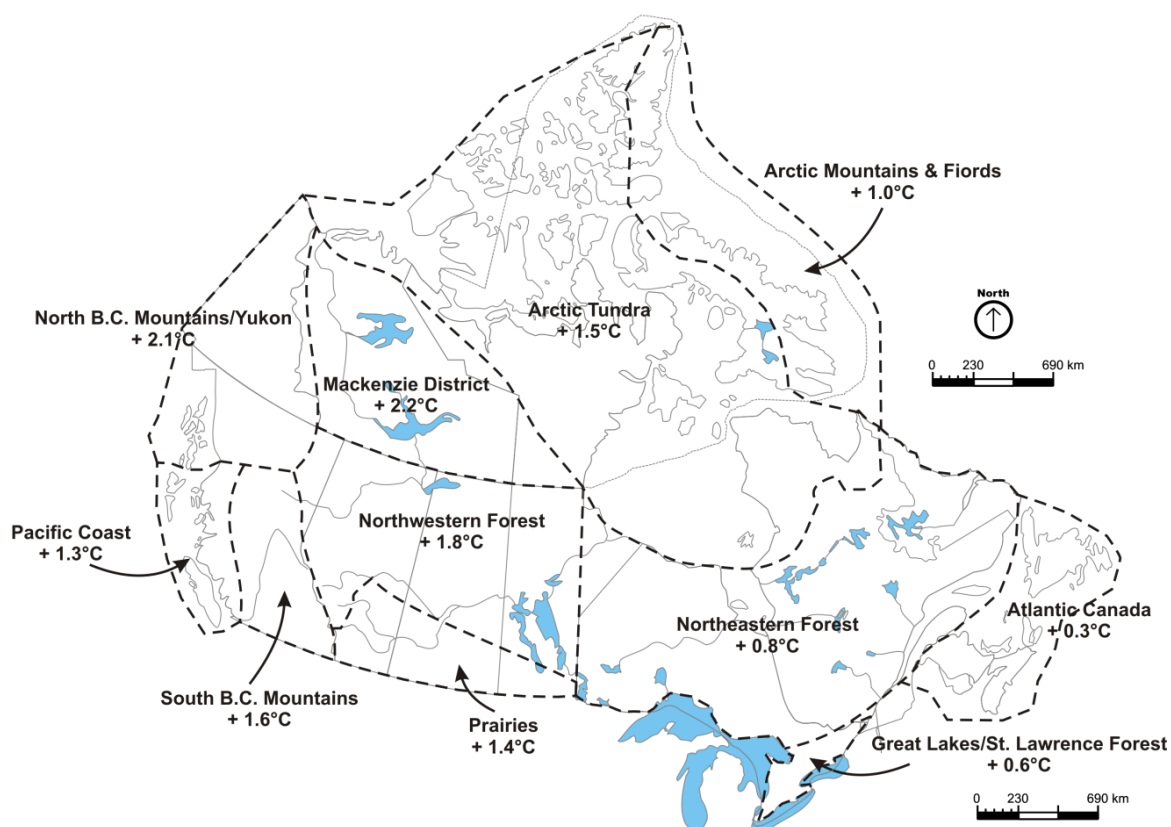 Arctic Mountains & Fiords
+ 1.0°C
North
0 230 690 km
North B.C. Mountains/Yukon
+ 2.1°C
Arctic Tundra
+ 1.5°C
Mackenzie District
+ 2.2°C
Pacific Coast
+ 1.3°C
Northwestern Forest
+ 1.8°C
Northeastern Forest
+ 0.8°C
Atlantic Canada
+ 0.3°C
South B.C. Mountains
+ 1.6°C
Prairies
+ 1.4°C
Great Lakes/St. Lawrence Forest
+ 0.6°C
0 230 690 km